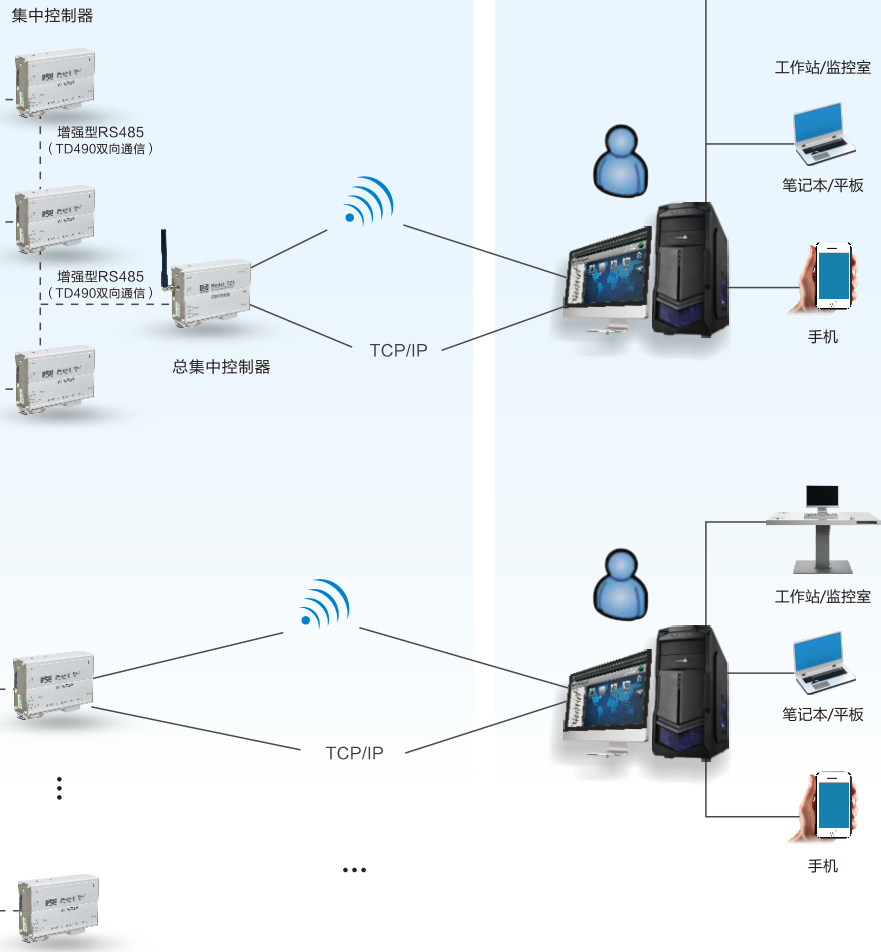 集中控制器
增强型RS485
（TD490双向通信）
增强型RS485
（TD490双向通信）
总集中控制器
TCP/IP
工作站/监控室
笔记本/平板
手机
TCP/IP
工作站/监控室
笔记本/平板
手机